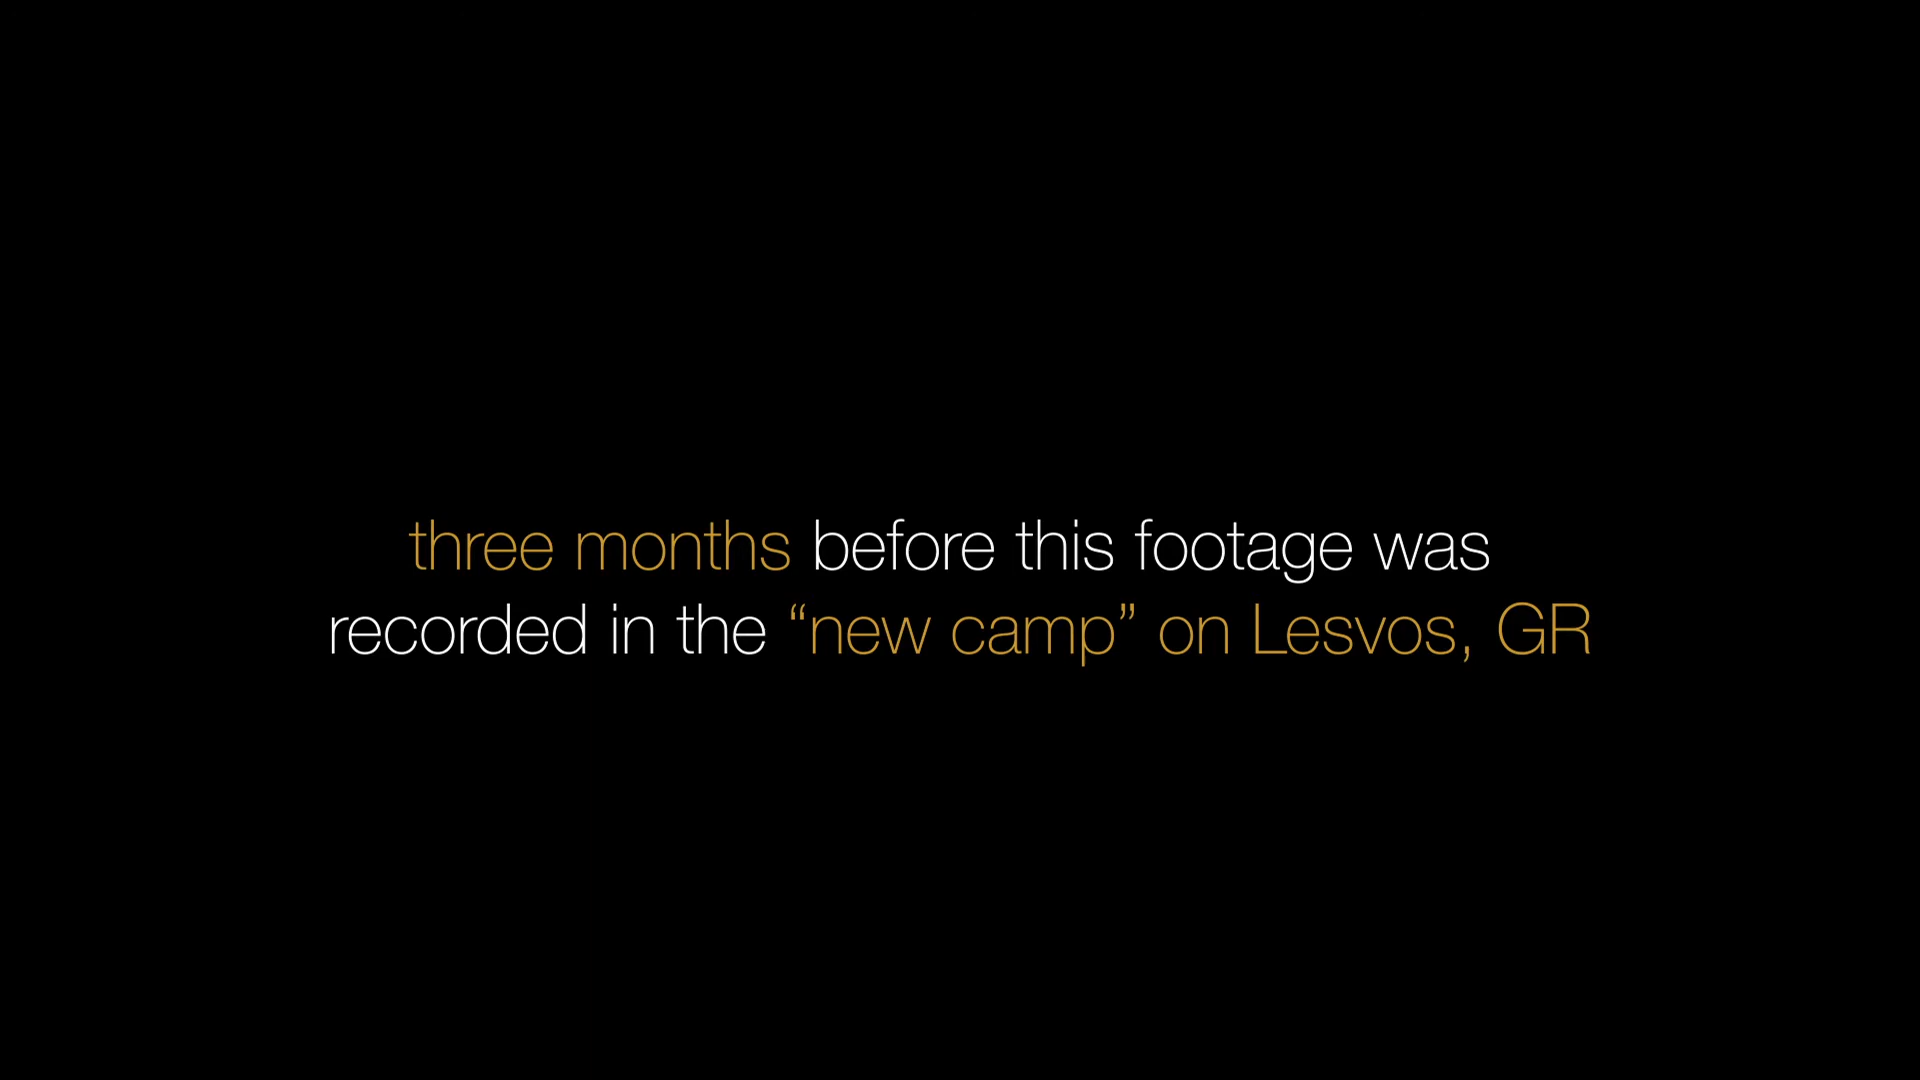 three months before this footage was
recorded in the “new camp” on Lesvos, GR